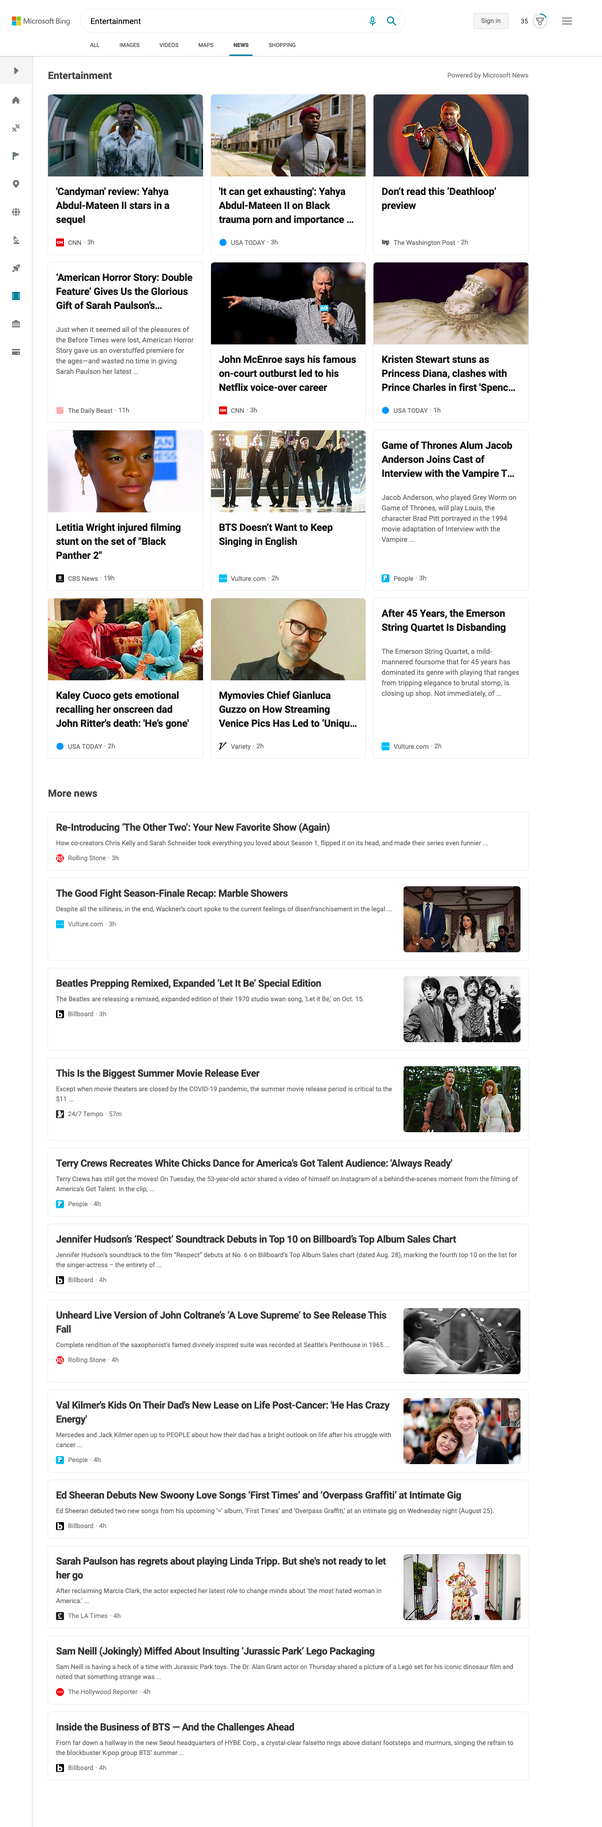 Microsoft Bing
Entertainment
Sign in
35
ALL
IMAGES
VIDEOS
MAPS
NEWS
SHOPPING
Entertainment
Powered by Microsoft News
'Candyman' review: Yahya
Abdul-Mateen II stars in a
sequel
CNN · 3h
'It can get exhausting': Yahya
Abdul-Mateen II on Black
trauma porn and importance ...
USA TODAY · 3h
Don't read this 'Deathloop'
preview
The Washington Post · 2h
'American Horror Story: Double
Feature' Gives Us the Glorious
Gift of Sarah Paulson's...
Just when it seemed all of the pleasures of
the Before Times were lost, American Horror
Story gave us an overstuffed premiere for
the ages—and wasted no time in giving
Sarah Paulson her latest ...
The Daily Beast · 11h
John McEnroe says his famous
on-court outburst led to his
Netflix voice-over career
CNN · 3h
Kristen Stewart stuns as
Princess Diana, clashes with
Prince Charles in first 'Spenc...
USA TODAY · 1h
Letitia Wright injured filming
stunt on the set of "Black
Panther 2"
CBS News · 19h
BTS Doesn't Want to Keep
Singing in English
Vulture.com · 2h
Game of Thrones Alum Jacob
Anderson Joins Cast of
Interview with the Vampire T...
Jacob Anderson, who played Grey Worm on
Game of Thrones, will play Louis, the
character Brad Pitt portrayed in the 1994
movie adaptation of Interview with the
Vampire ...
People · 3h
Kaley Cuoco gets emotional
recalling her onscreen dad
John Ritter's death: 'He's gone'
USA TODAY · 2h
Mymovies Chief Gianluca
Guzzo on How Streaming
Venice Pics Has Led to 'Uniqu...
Variety · 2h
After 45 Years, the Emerson
String Quartet Is Disbanding
The Emerson String Quartet, a mild-
mannered foursome that for 45 years has
dominated its genre with playing that ranges
from tripping elegance to brutal stomp, is
closing up shop. Not immediately, of ...
Vulture.com · 2h
More news
Re-Introducing 'The Other Two': Your New Favorite Show (Again)
How co-creators Chris Kelly and Sarah Schneider took everything you loved about Season 1, flipped it on its head, and made their series even funnier ...
Rolling Stone · 3h
The Good Fight Season-Finale Recap: Marble Showers
Despite all the silliness, in the end, Wackner's court spoke to the current feelings of disenfranchisement in the legal ...
Vulture.com · 3h
Beatles Prepping Remixed, Expanded 'Let It Be' Special Edition
The Beatles are releasing a remixed, expanded edition of their 1970 studio swan song, 'Let it Be,' on Oct. 15.
Billboard · 3h
This Is the Biggest Summer Movie Release Ever
Except when movie theaters are closed by the COVID-19 pandemic, the summer movie release period is critical to the
$11 ...
24/7 Tempo · 57m
Terry Crews Recreates White Chicks Dance for America's Got Talent Audience: 'Always Ready'
Terry Crews has still got the moves! On Tuesday, the 53-year-old actor shared a video of himself on Instagram of a behind-the-scenes moment from the filming of
America's Got Talent. In the clip, ...
People · 4h
Jennifer Hudson's 'Respect' Soundtrack Debuts in Top 10 on Billboard's Top Album Sales Chart
Jennifer Hudson's soundtrack to the film "Respect" debuts at No. 6 on Billboard's Top Album Sales chart (dated Aug. 28), marking the fourth top 10 on the list for
the singer-actress – the entirety of ...
Billboard · 4h
Unheard Live Version of John Coltrane's 'A Love Supreme' to See Release This
Fall
Complete rendition of the saxophonist's famed divinely inspired suite was recorded at Seattle's Penthouse in 1965 ...
Rolling Stone · 4h
Val Kilmer's Kids On Their Dad's New Lease on Life Post-Cancer: 'He Has Crazy
Energy'
Mercedes and Jack Kilmer open up to PEOPLE about how their dad has a bright outlook on life after his struggle with
cancer ...
People · 4h
Ed Sheeran Debuts New Swoony Love Songs 'First Times' and 'Overpass Graffiti' at Intimate Gig
Ed Sheeran debuted two new songs from his upcoming '=' album, 'First Times' and 'Overpass Graffiti,' at an intimate gig on Wednesday night (August 25).
Billboard · 4h
Sarah Paulson has regrets about playing Linda Tripp. But she's not ready to let
her go
After reclaiming Marcia Clark, the actor expected her latest role to change minds about 'the most hated woman in
America.' ...
The LA Times · 4h
Sam Neill (Jokingly) Miffed About Insulting 'Jurassic Park' Lego Packaging
Sam Neill is having a heck of a time with Jurassic Park toys. The Dr. Alan Grant actor on Thursday shared a picture of a Lego set for his iconic dinosaur film and
noted that something strange was ...
The Hollywood Reporter · 4h
Inside the Business of BTS — And the Challenges Ahead
From far down a hallway in the new Seoul headquarters of HYBE Corp., a crystal-clear falsetto rings above distant footsteps and murmurs, singing the refrain to
the blockbuster K-pop group BTS' summer ...
Billboard · 4h